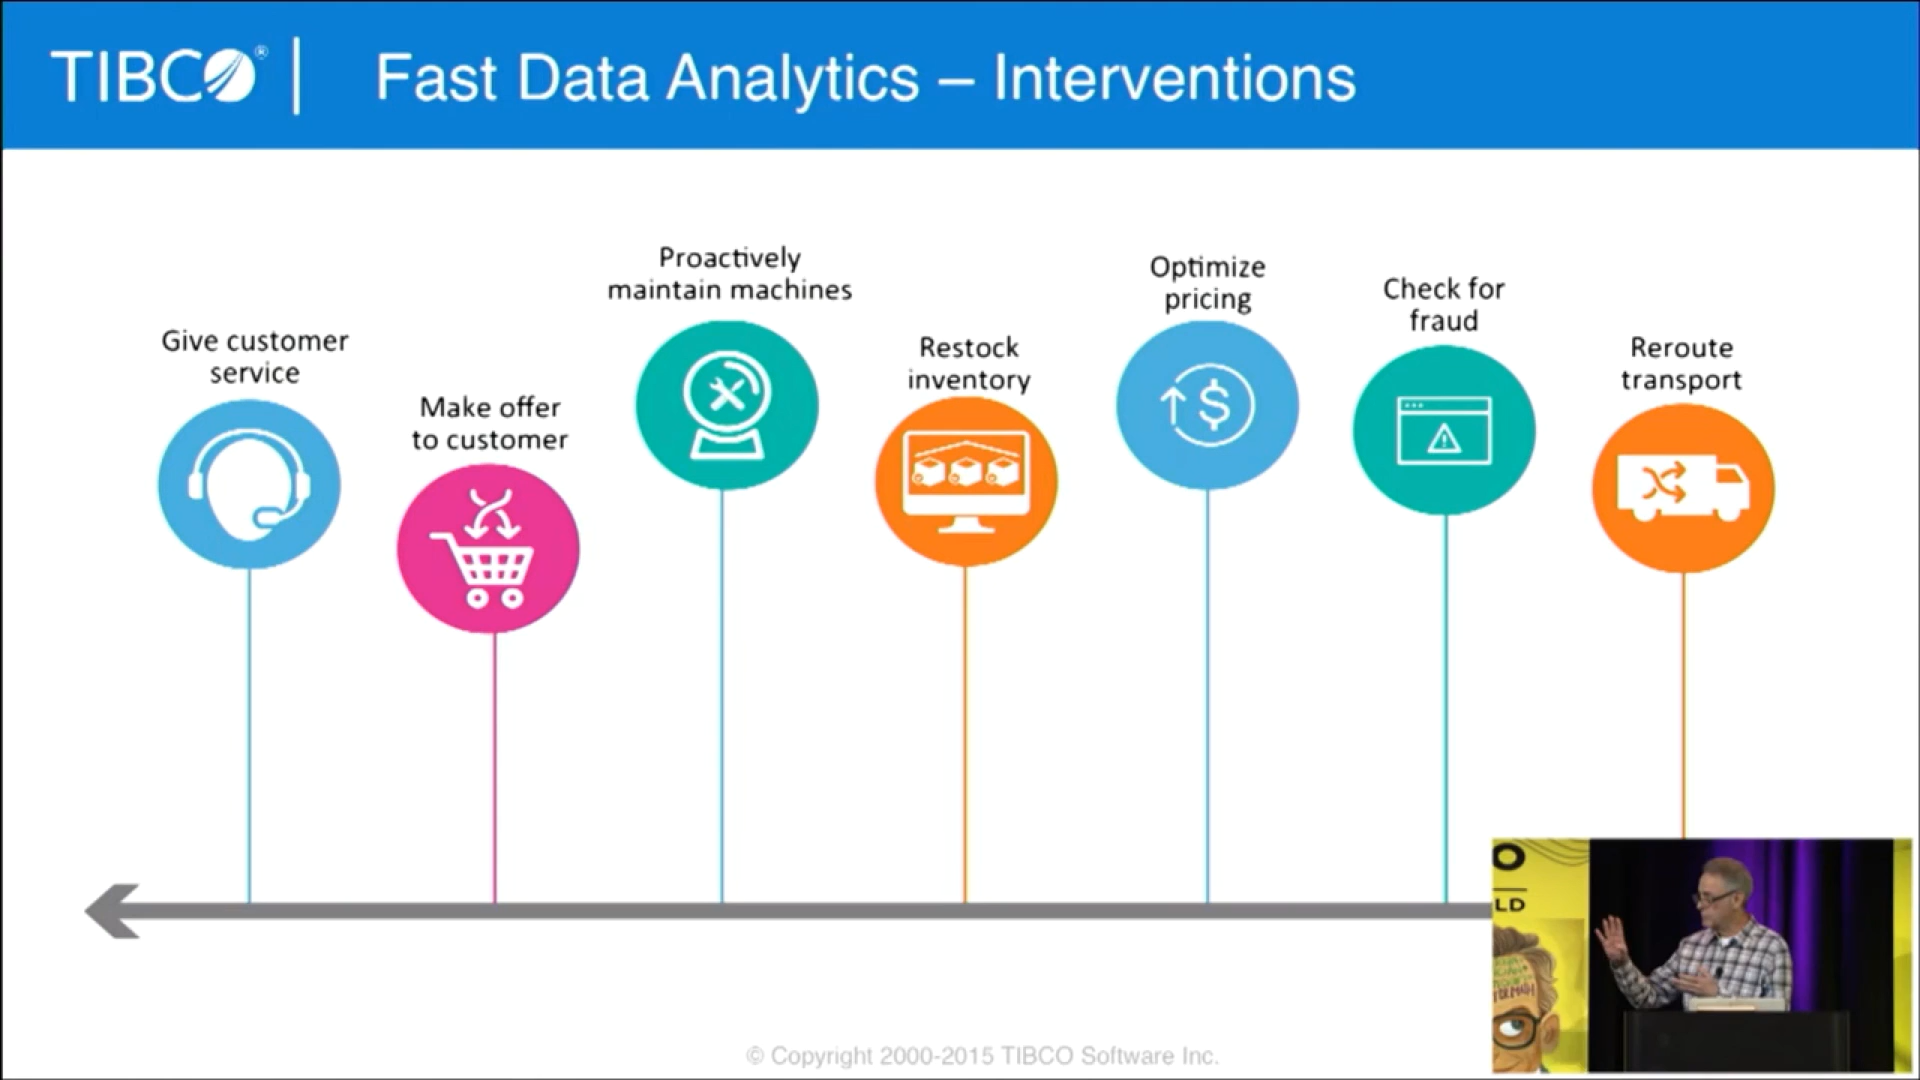 TIBCO®
Fast Data Analytics – Interventions
Give customer
service
Make offer
to customer
Proactively
maintain machines
Restock
inventory
Optimize
pricing
Check for
fraud
Reroute
transport
$
O
LD
© Copyright 2000-2015 TIBCO Software Inc.